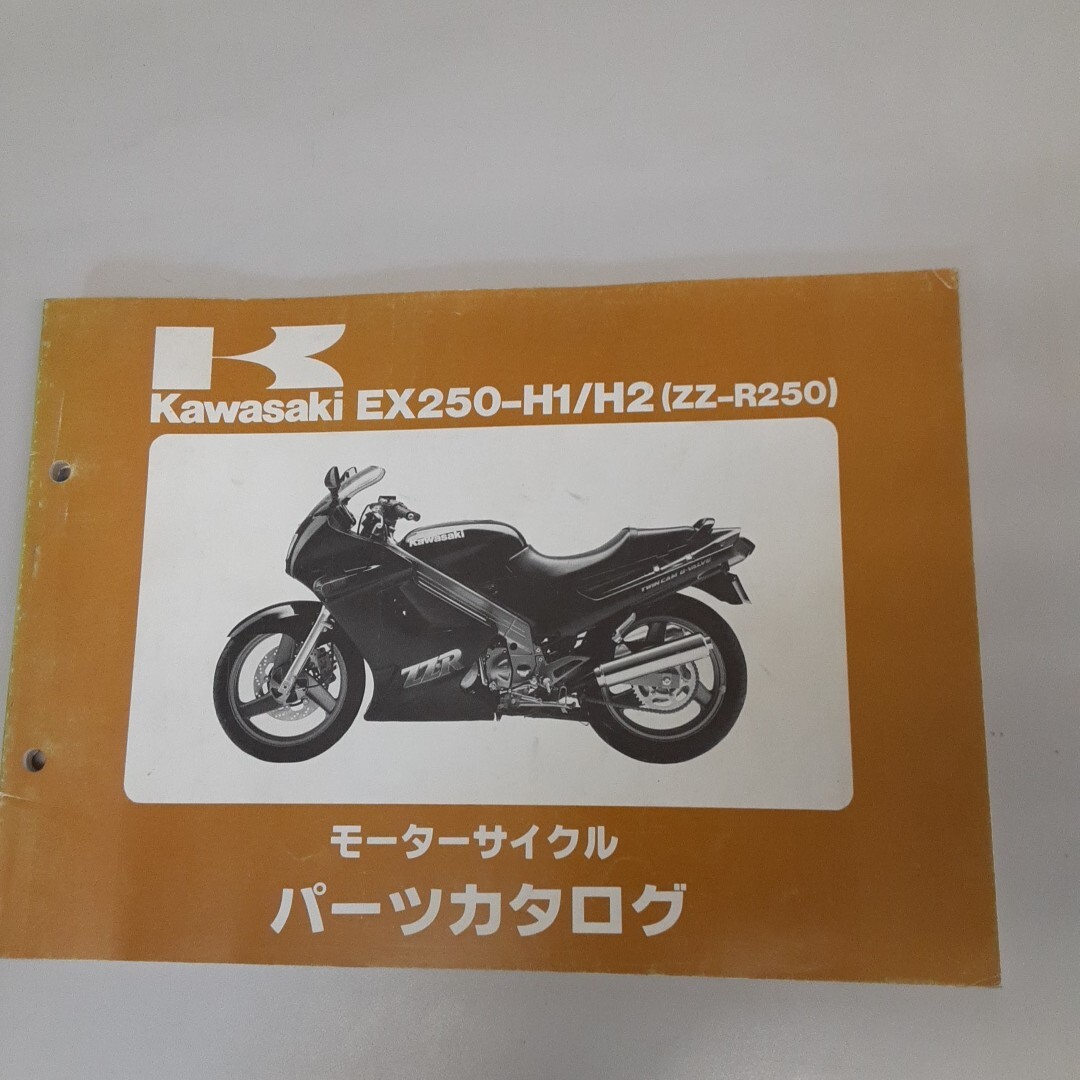 Kawasaki EX250-H1/H2 (ZZ-R250)
Kawasaki
TWIN CAM 8-VALVE
ZZ-R
モーターサイクル
パーツカタログ